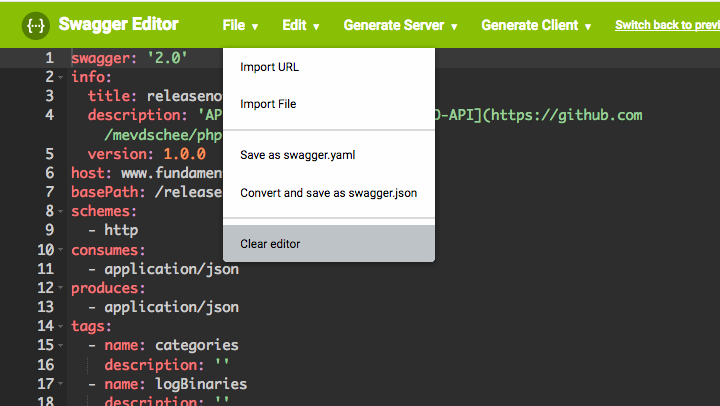 {··} Swagger Editor File ▾ Edit ▾ Generate Server ▾ Generate Client ▾ Switch back to previ
Import URL
Import File
Save as swagger.yaml
Convert and save as swagger.json
Clear editor
1 swagger: '2.0'
2 info:
3 title: releaseno
4 description: 'AP -API](https://github.com
/mevdschee/php
5 version: 1.0.0
6 host: www.fundamen
7 basePath: /release
8 schemes:
9 - http
10 consumes:
11 - application/json
12 produces:
13 - application/json
14 tags:
15 - name: categories
16 description: ''
17 - name: logBinaries
18 description: ''